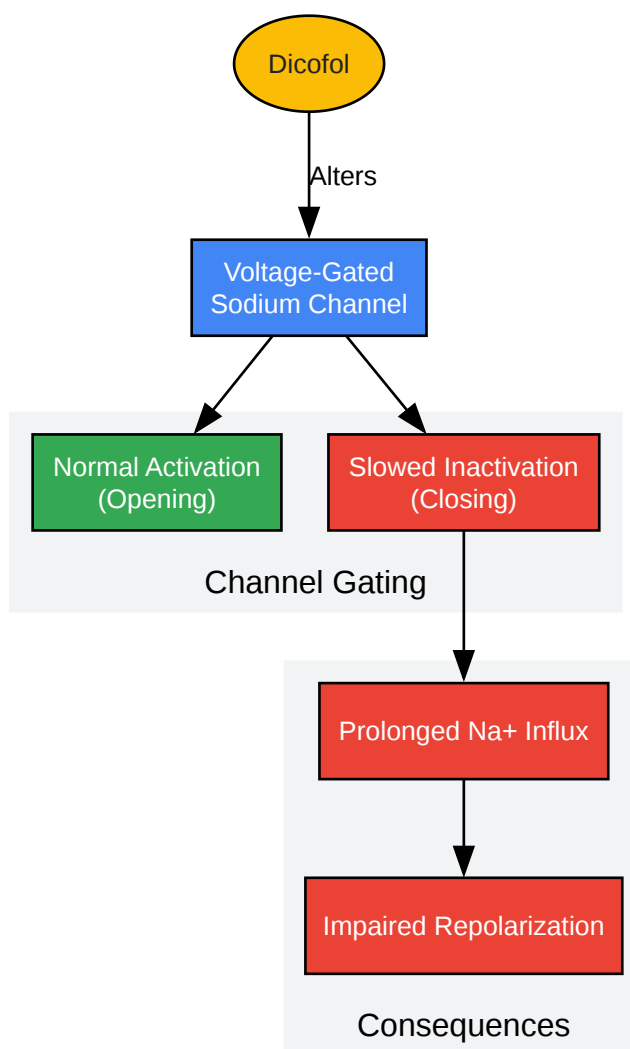 Dicofol
Alters
Voltage-Gated
Sodium Channel
Normal Activation
(Opening)
Slowed Inactivation
(Closing)
Channel Gating
Prolonged Na+ Influx
Impaired Repolarization
Consequences